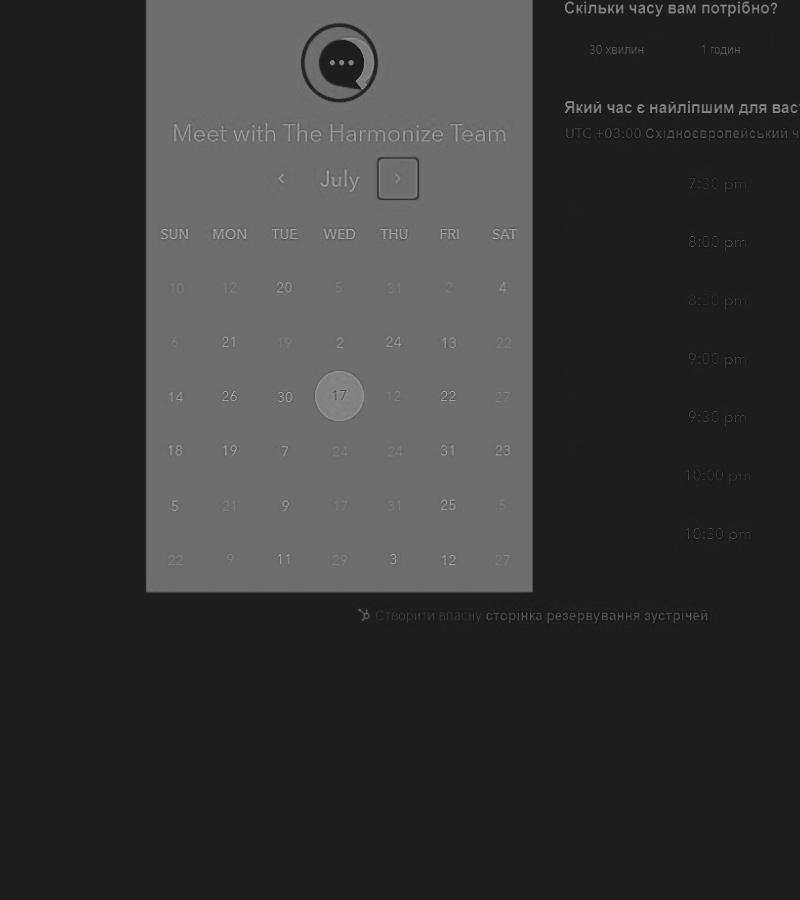 Meet with The Harmonize Team
July
SUN MON TUE WED THU FRI SAT
10 12 20 5 31 2 4
6 21 19 2 24 13 22
14 26 30 17 12 22 27
18 19 7 24 24 31 23
5 21 9 17 31 25 5
22 9 11 29 3 12 27
Скільки часу вам потрібно?
30 хвилин 1 годин
Який час є найліпшим для вас
UTC +03:00 Східноєвропейський ч
7:30 pm
8:00 pm
8:30 pm
9:00 pm
9:30 pm
10:00 pm
10:30 pm
Створити власну сторінка резервування зустрічей